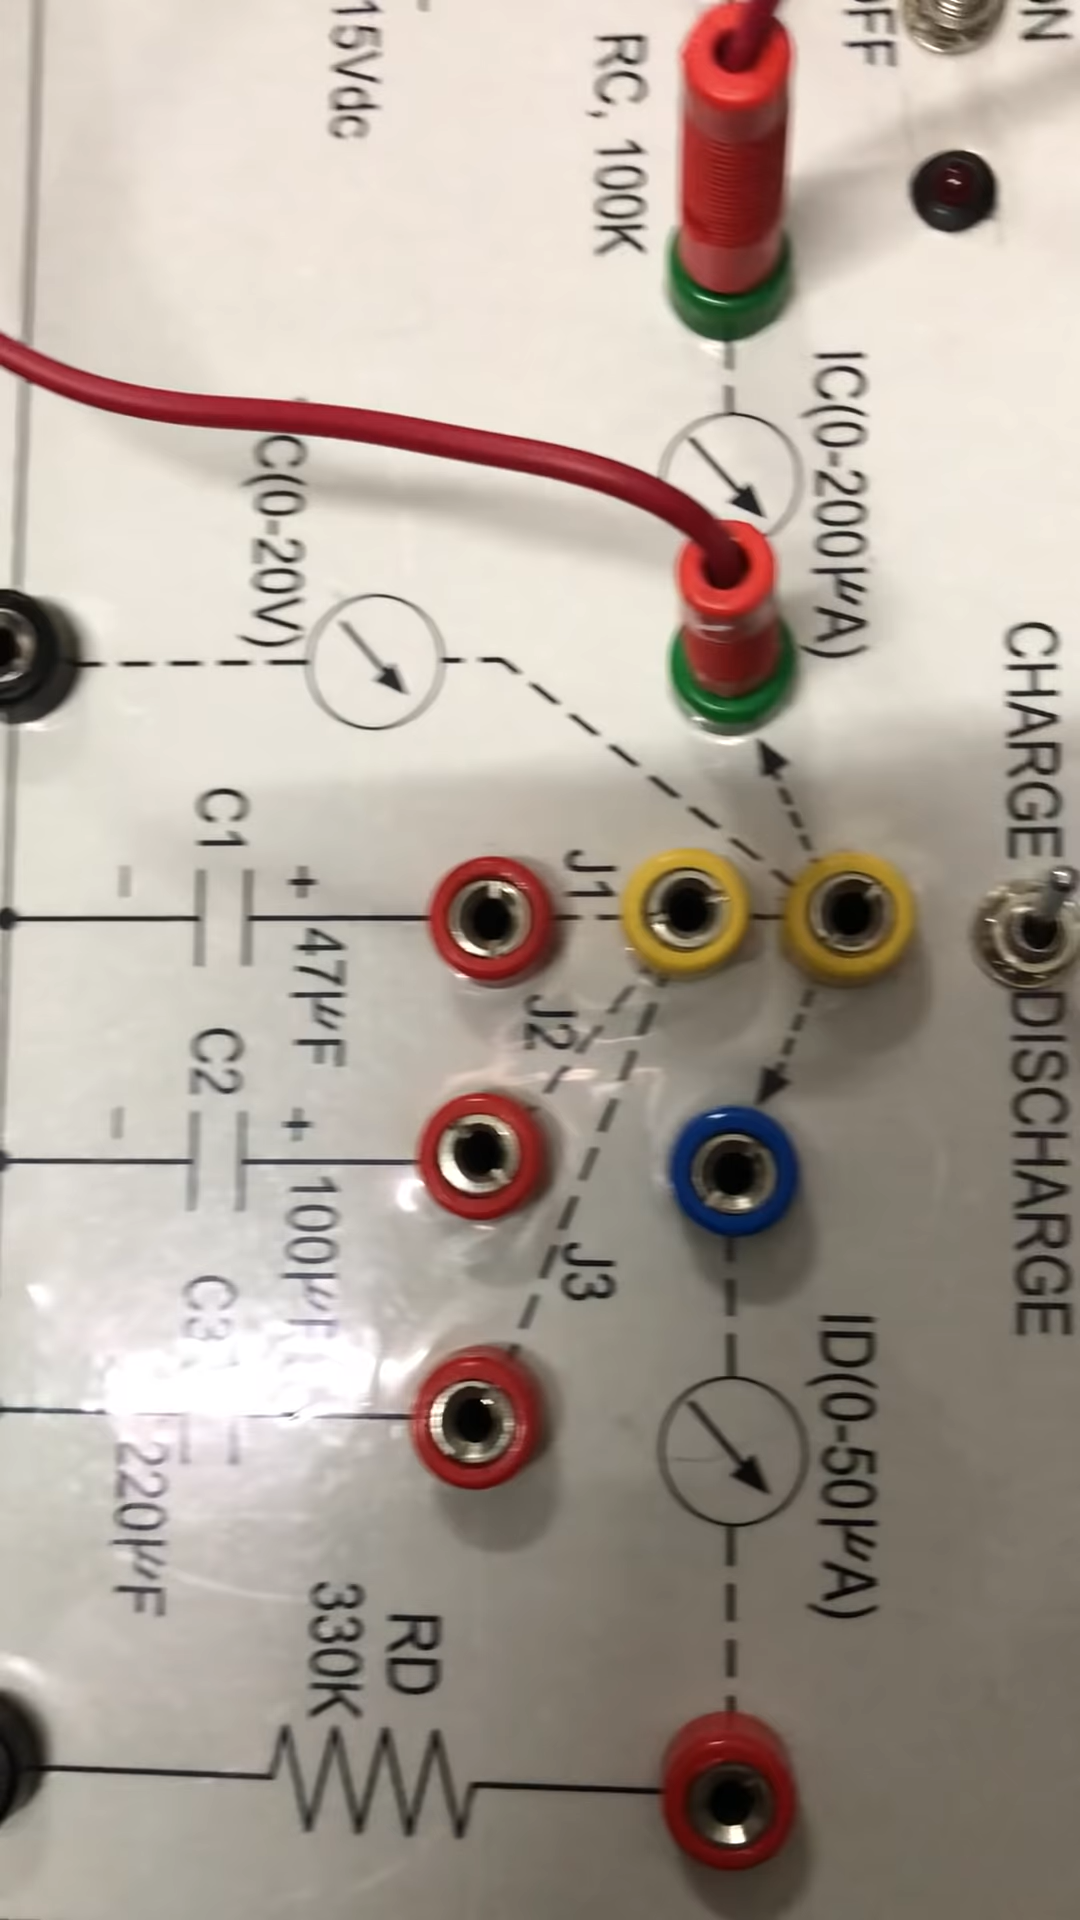 ON
OFF
RC, 100K
15Vdc
IC(0-200µA)
C(0-20V)
CHARGE
DISCHARGE
J1
J2
J3
C1
+
47µF
-
C2
+
100µF
-
C3
220µF
ID(0-50µA)
RD
330K